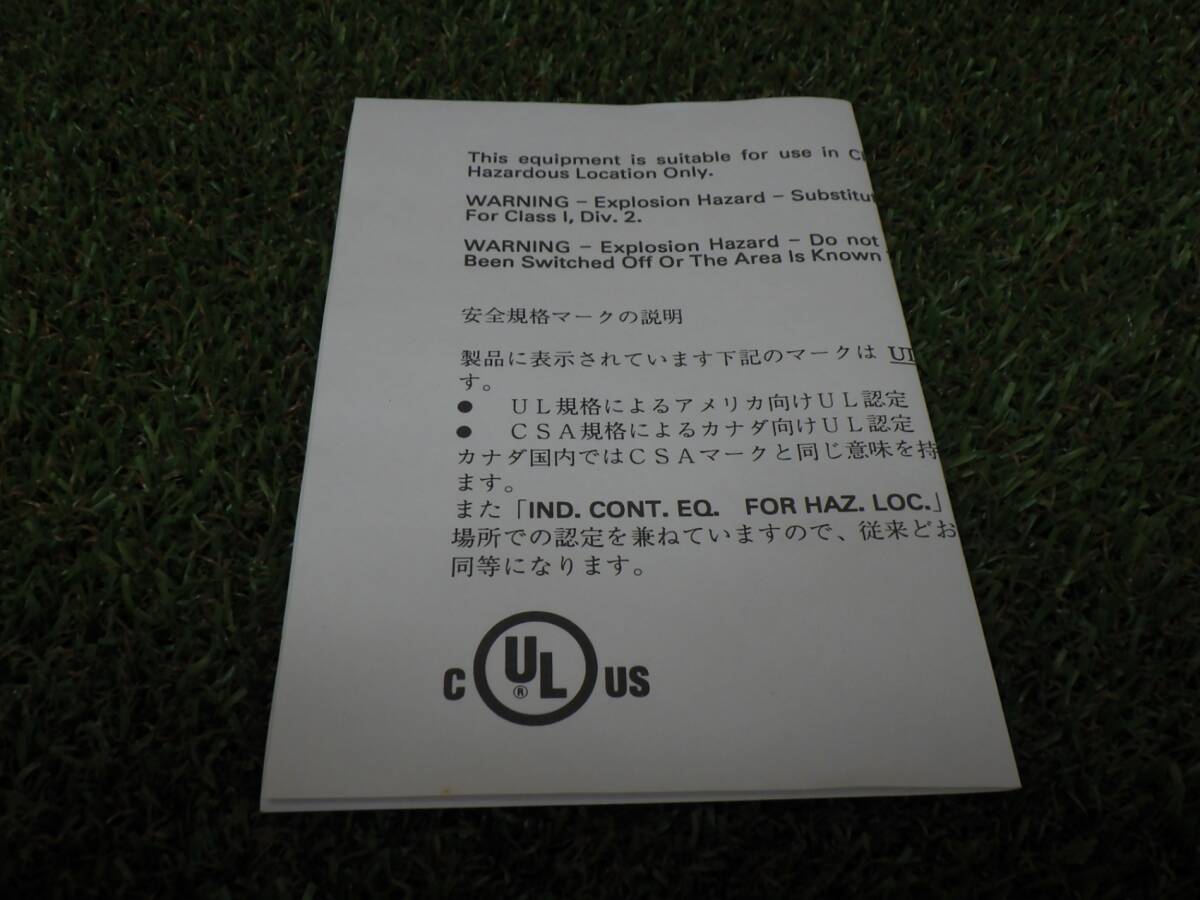 This equipment is suitable for use in
Hazardous Location Only.
WARNING – Explosion Hazard –
For Class I, Div. 2.
WARNING – Explosion Hazard – Do not
Been Switched Off Or The Area Is Known
安全規格マークの説明
製品に表示されています下記のマークは
す。
● UL規格によるアメリカ向けUL認定
● CSA規格によるカナダ向けUL認定
カナダ国内ではCSAマークと同じ意味を持
ます。
また「IND. CONT. EQ. FOR HAZ. LOC.」
場所での認定を兼ねていますので、従来どお
同等になります。
C UL ® US